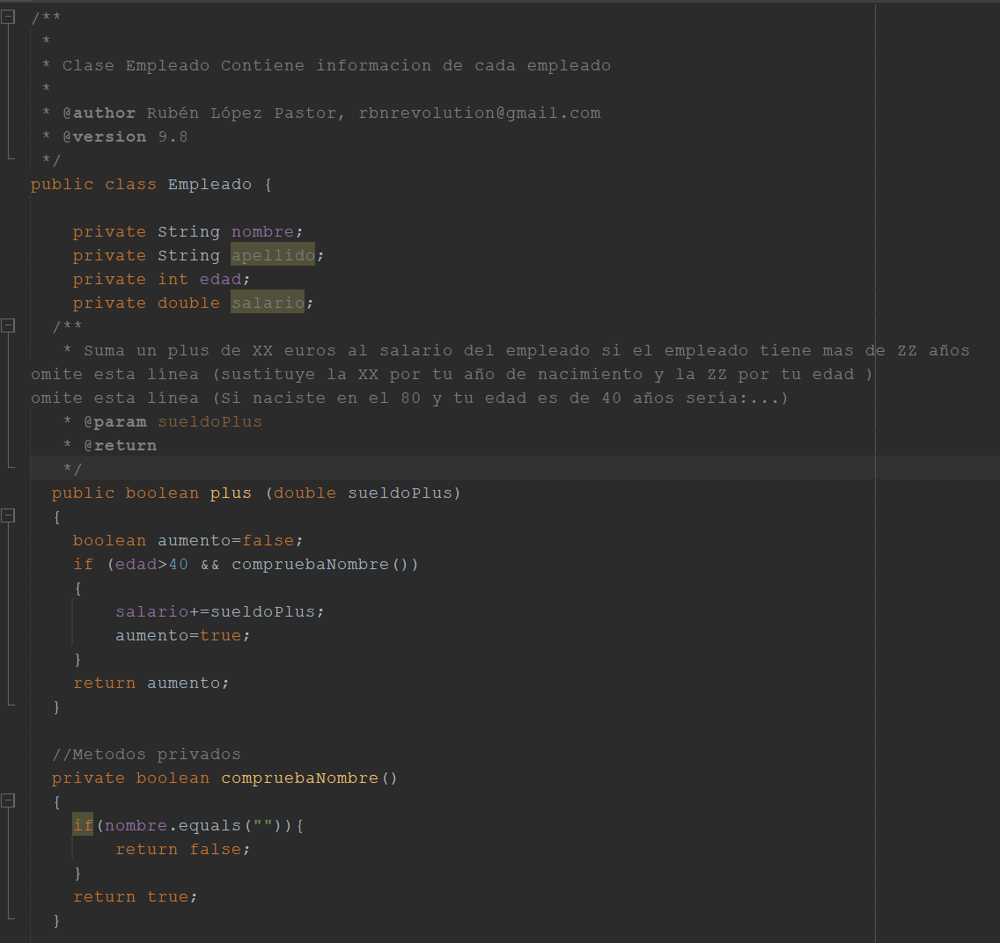 /**
 *
 * Clase Empleado Contiene informacion de cada empleado
 *
 * @author Rubén López Pastor, rbnrevolution@gmail.com
 * @version 9.8
 */
public class Empleado {

    private String nombre;
    private String apellido;
    private int edad;
    private double salario;
  /**
   * Suma un plus de XX euros al salario del empleado si el empleado tiene mas de ZZ años
omite esta línea (sustituye la XX por tu año de nacimiento y la ZZ por tu edad )
omite esta línea (Si naciste en el 80 y tu edad es de 40 años sería:...)
   * @param sueldoPlus
   * @return
   */
  public boolean plus (double sueldoPlus)
  {
    boolean aumento=false;
    if (edad>40 && compruebaNombre())
    {
        salario+=sueldoPlus;
        aumento=true;
    }
    return aumento;
  }

  //Metodos privados
  private boolean compruebaNombre()
  {
    if(nombre.equals("")){
        return false;
    }
    return true;
  }